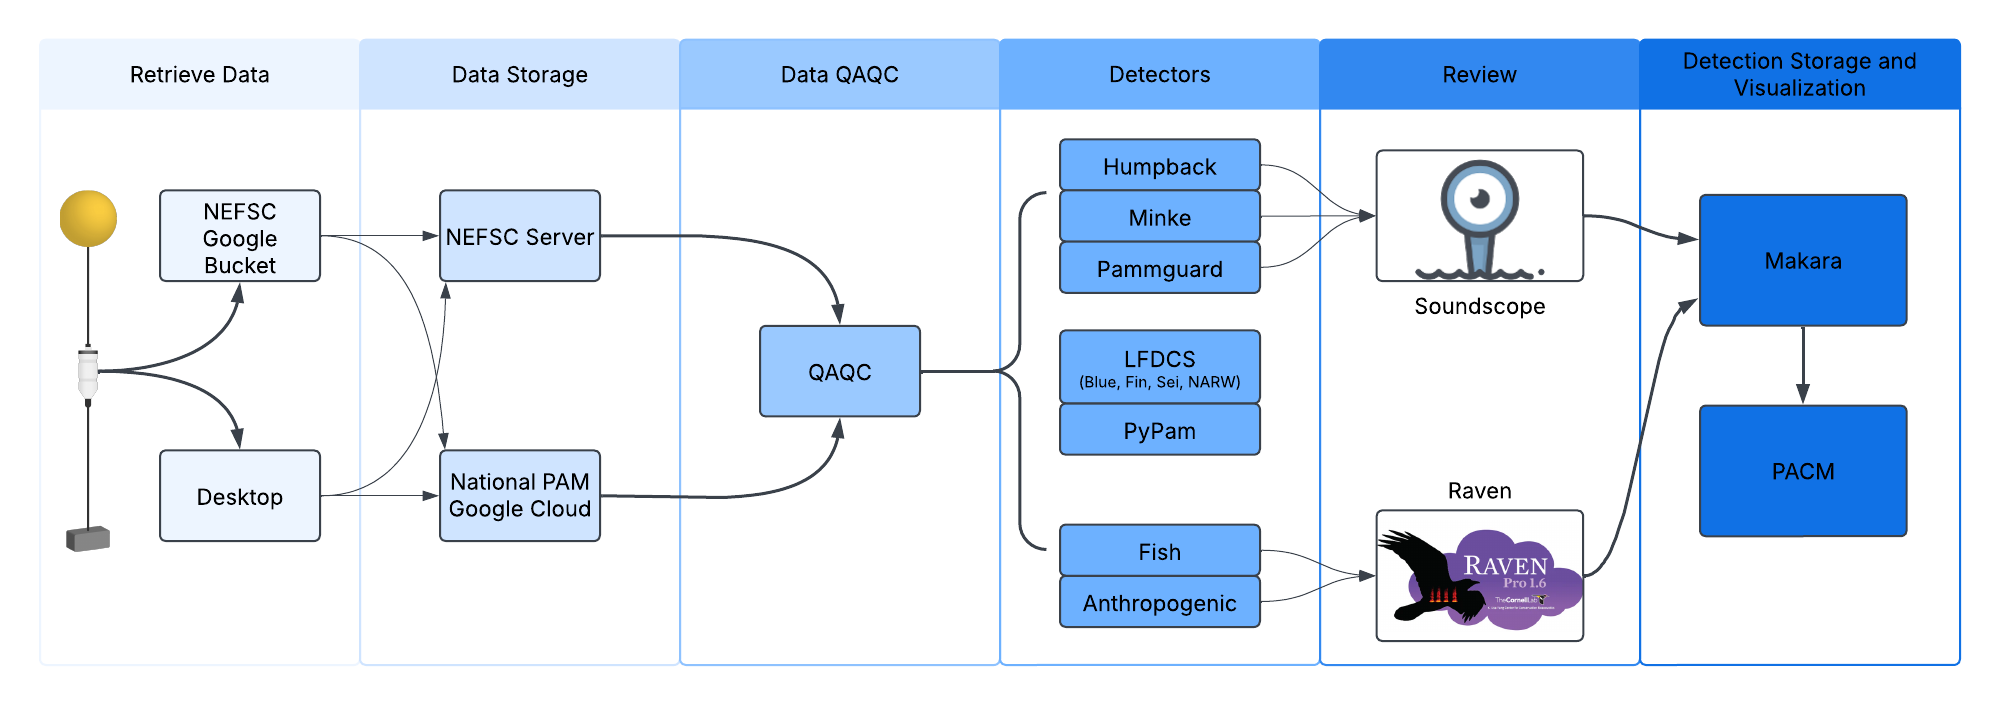 Retrieve Data
Data Storage
Data QAQC
Detectors
Review
Detection Storage and
Visualization
NEFSC
Google
Bucket
Desktop
NEFSC Server
National PAM
Google Cloud
QAQC
Humpback
Minke
Pammguard
LFDCS
(Blue, Fin, Sei, NARW)
PyPam
Fish
Anthropogenic
Soundscope
Raven
RAVEN
Pro 1.6
TheCornellLab
Makara
PACM